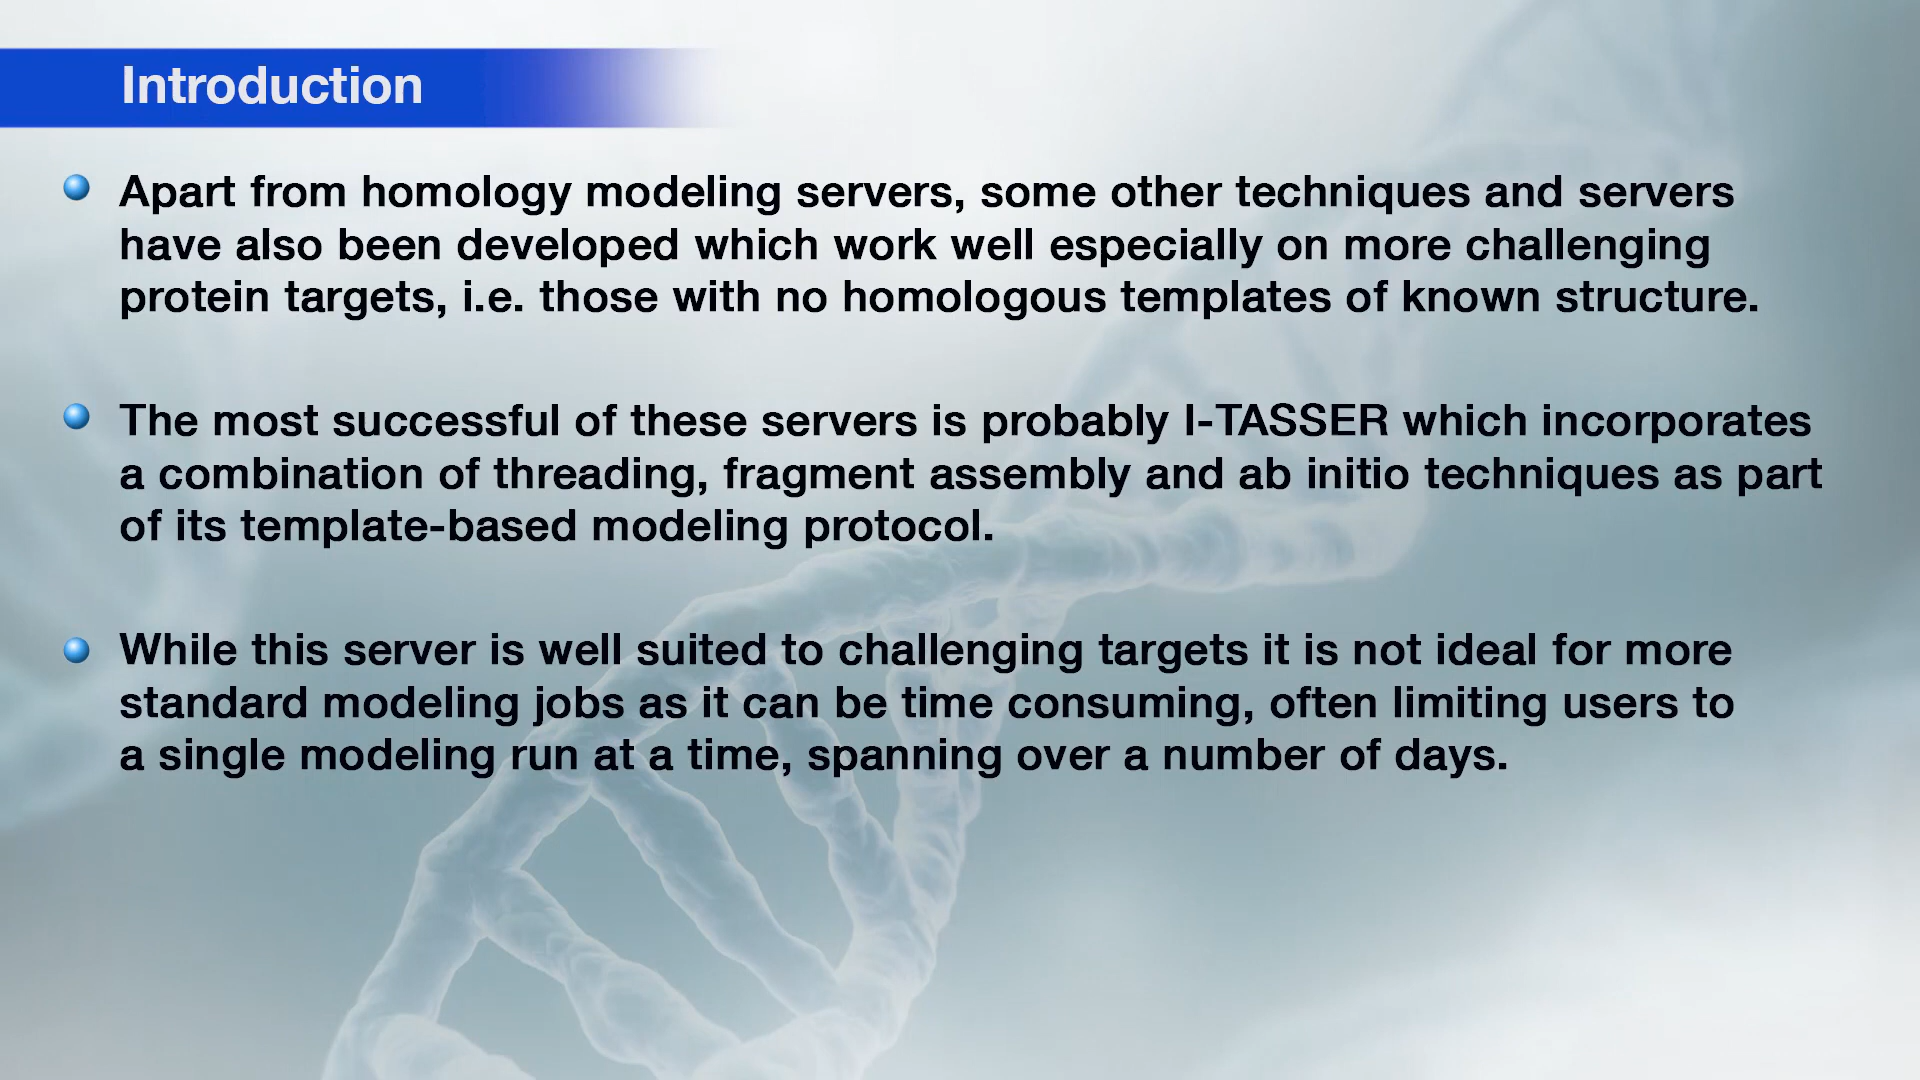 Introduction
Apart from homology modeling servers, some other techniques and servers
have also been developed which work well especially on more challenging
protein targets, i.e. those with no homologous templates of known structure.
The most successful of these servers is probably I-TASSER which incorporates
a combination of threading, fragment assembly and ab initio techniques as part
of its template-based modeling protocol.
While this server is well suited to challenging targets it is not ideal for more
standard modeling jobs as it can be time consuming, often limiting users to
a single modeling run at a time, spanning over a number of days.